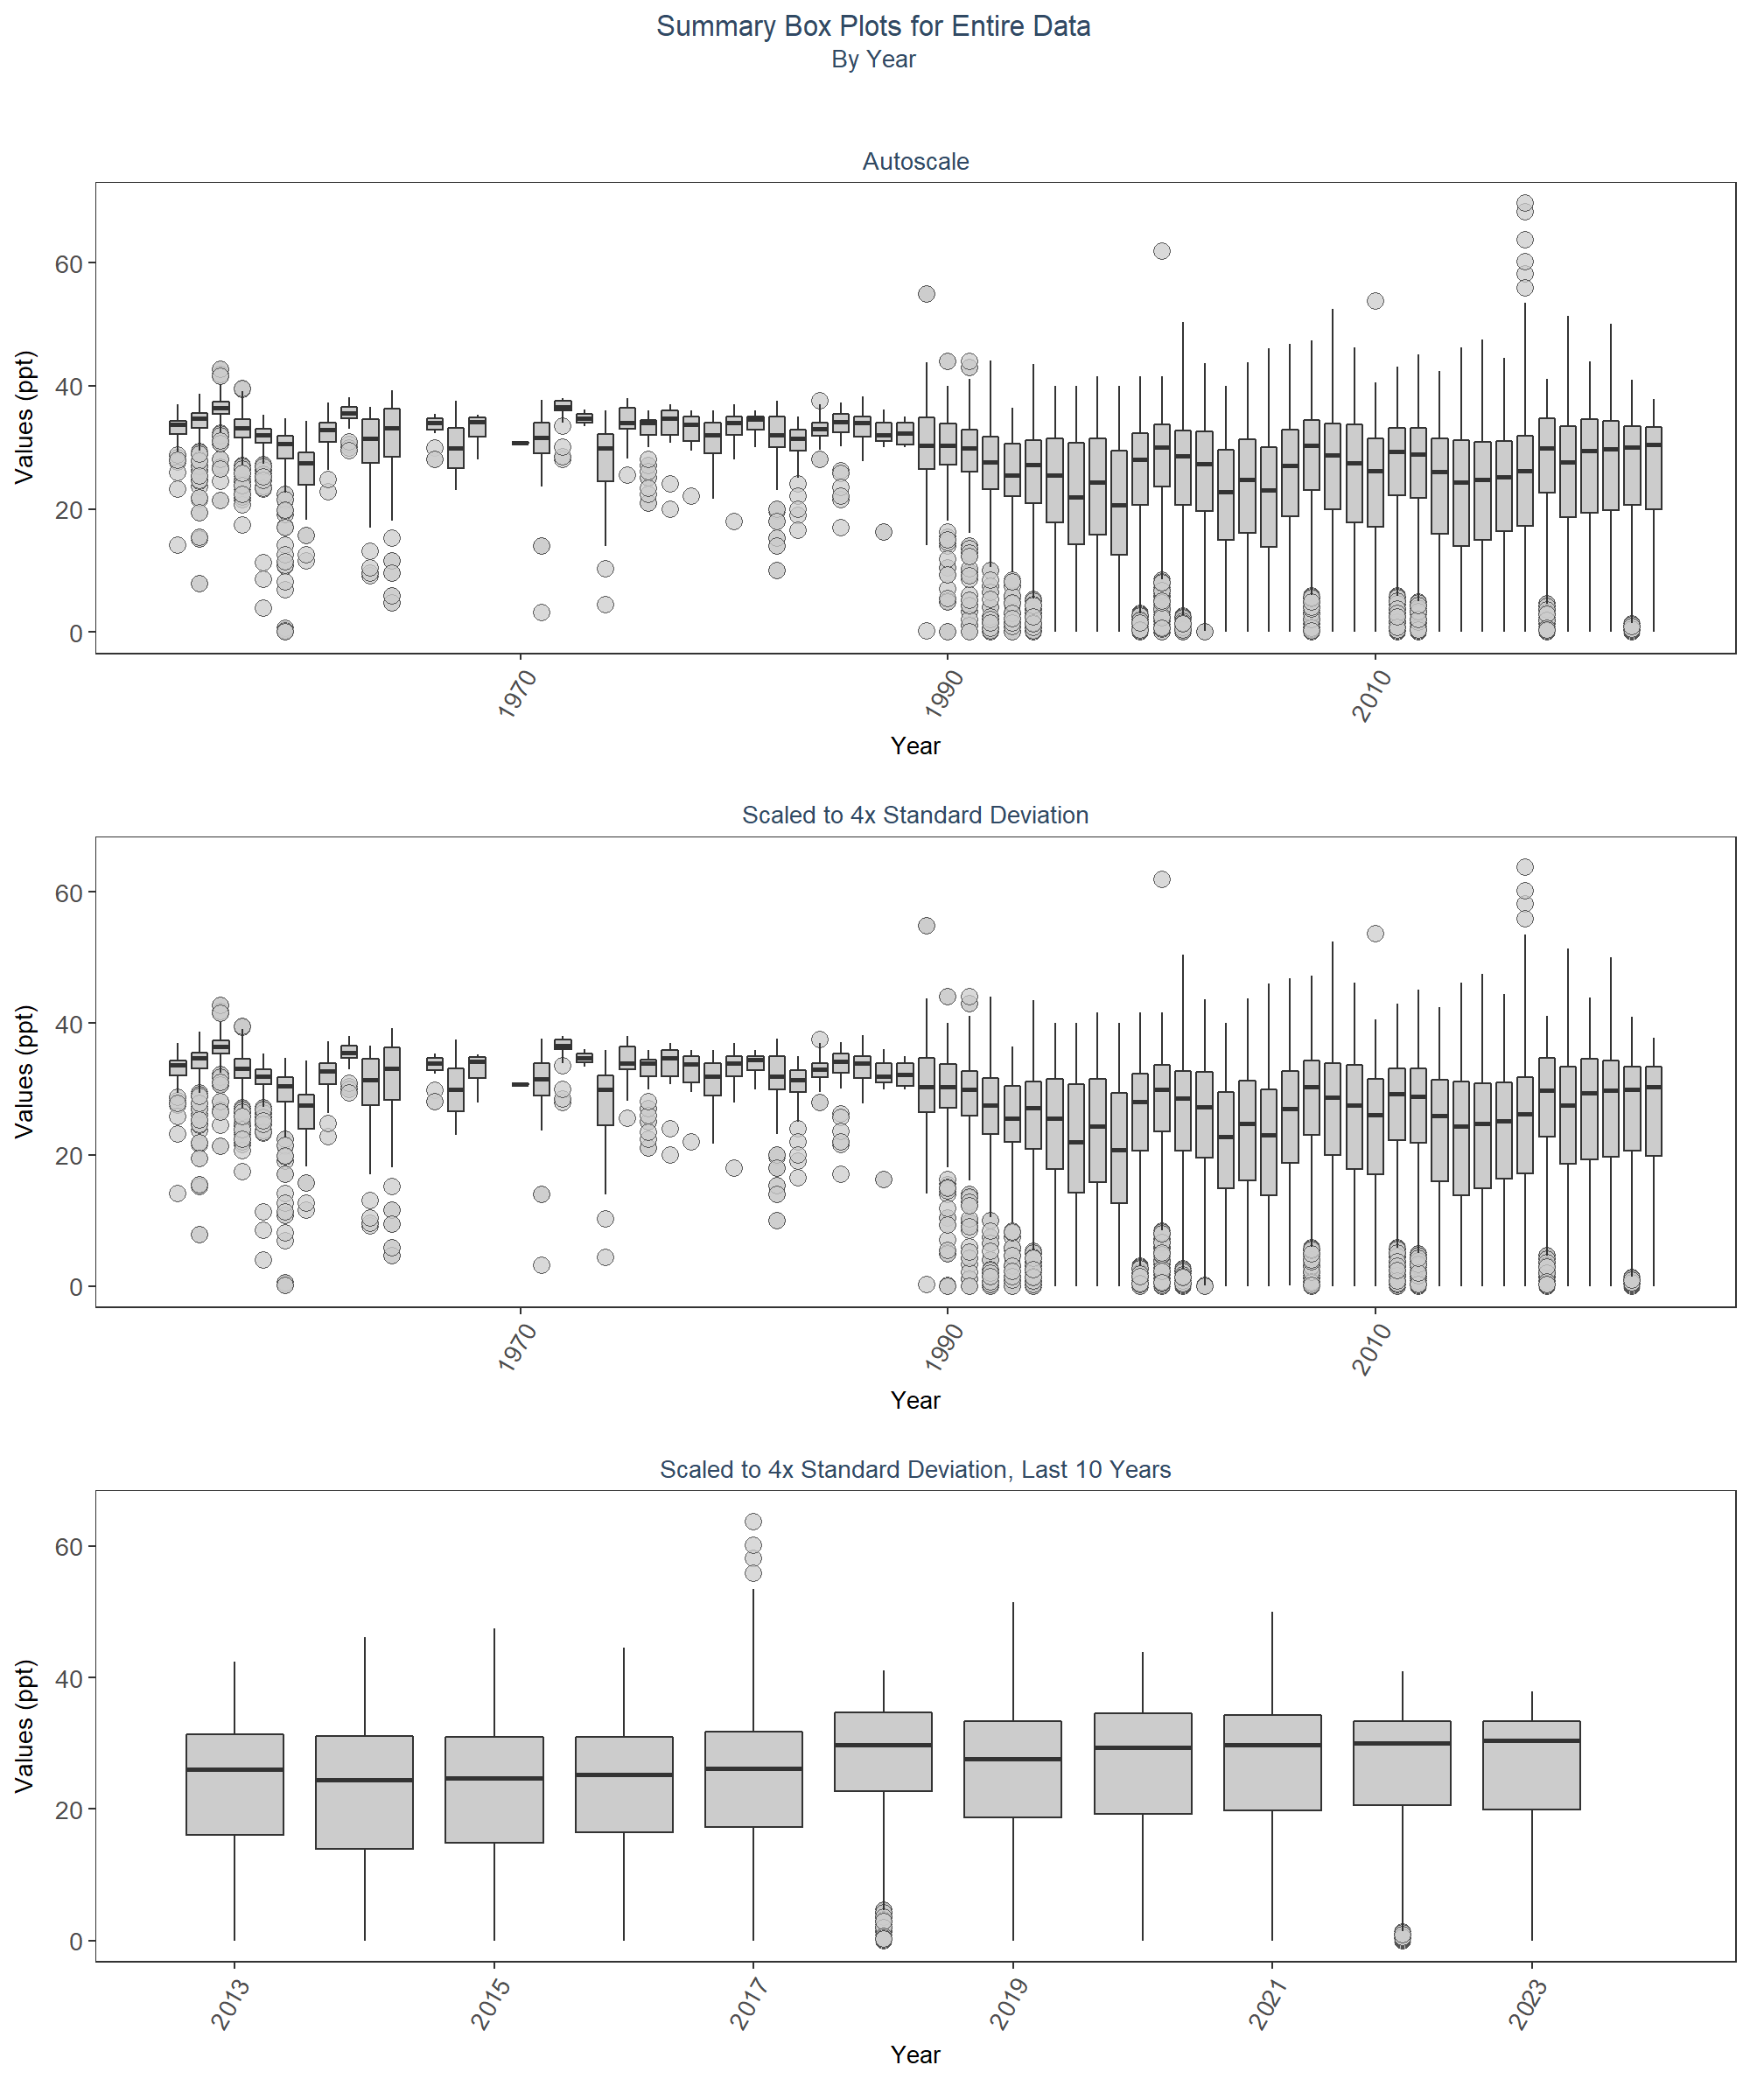 Summary Box Plots for Entire Data
By Year
Autoscale
Values (ppt)
60
40
20
0
1970
1990
2010
Year
Scaled to 4x Standard Deviation
Values (ppt)
60
40
20
0
1970
1990
2010
Year
Scaled to 4x Standard Deviation, Last 10 Years
Values (ppt)
60
40
20
0
2013
2015
2017
2019
2021
2023
Year